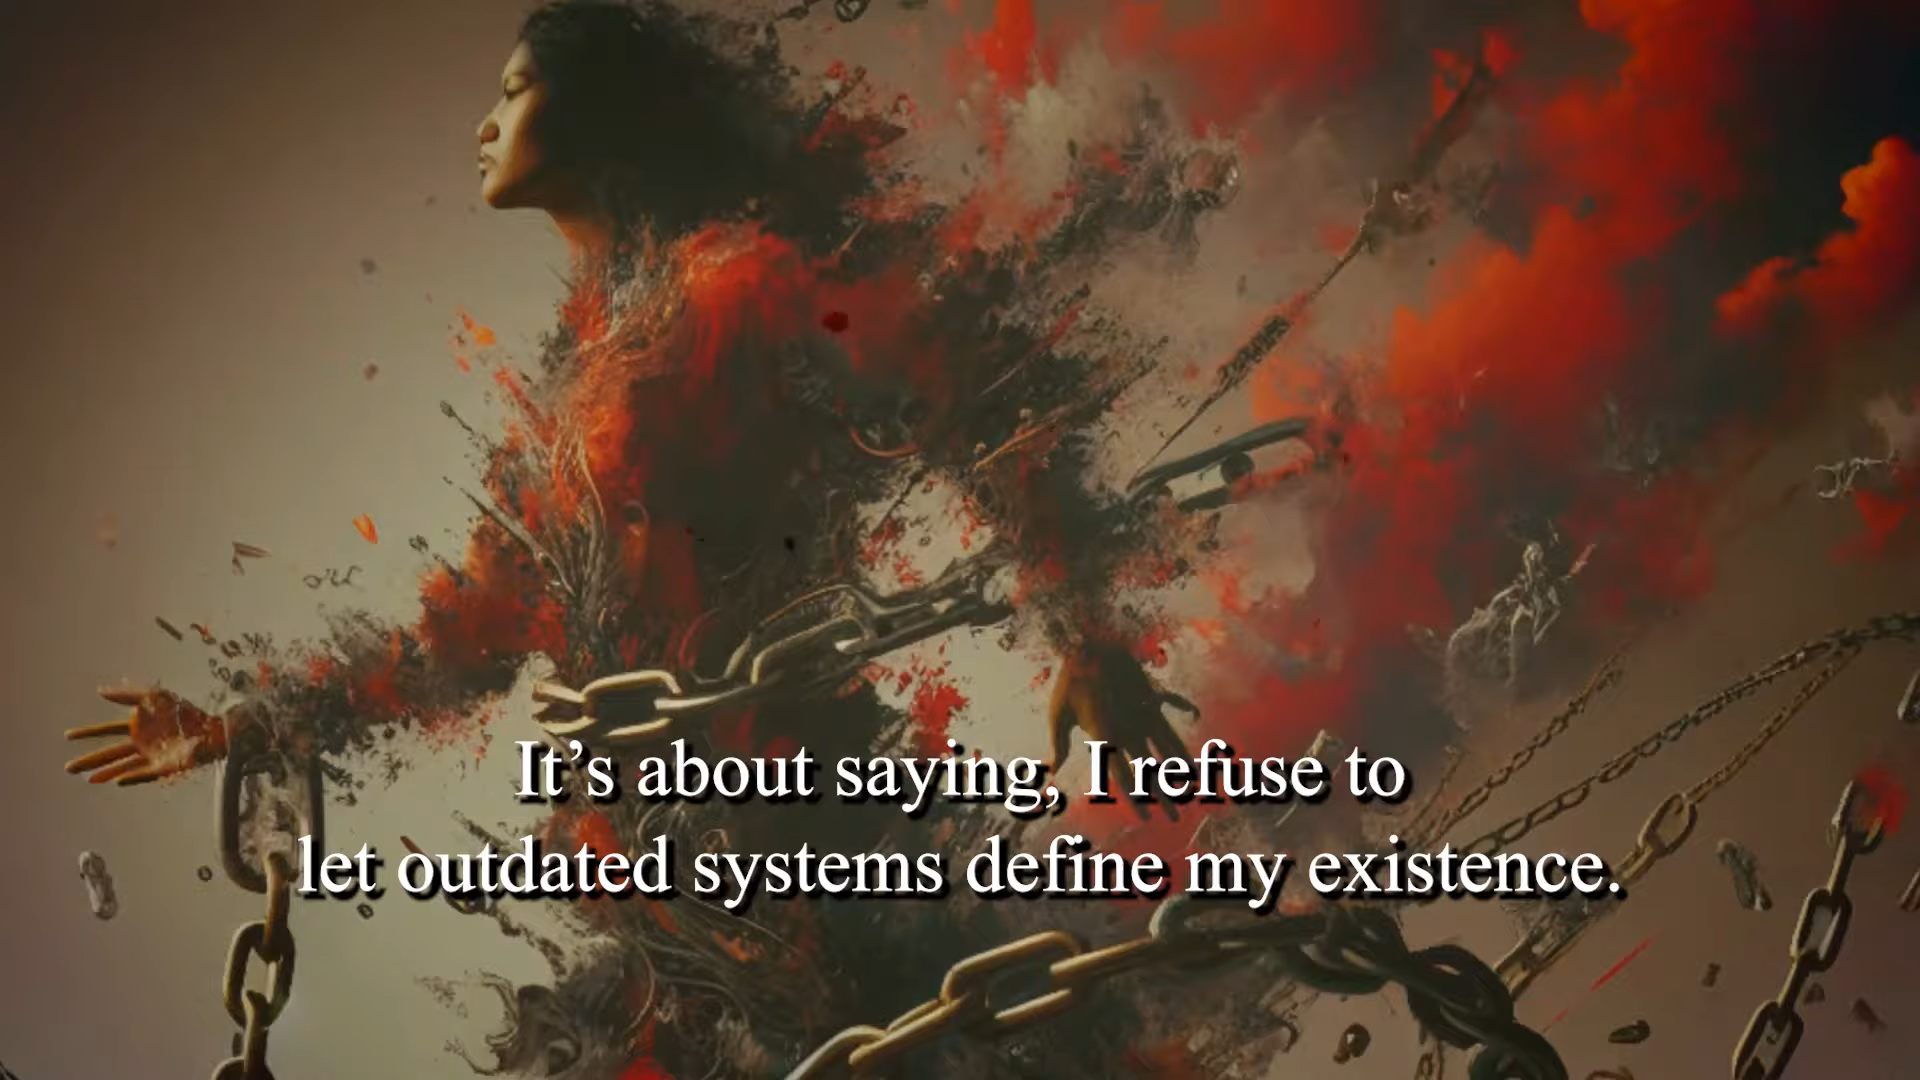 It’s about saying, I refuse to
let outdated systems define my existence.